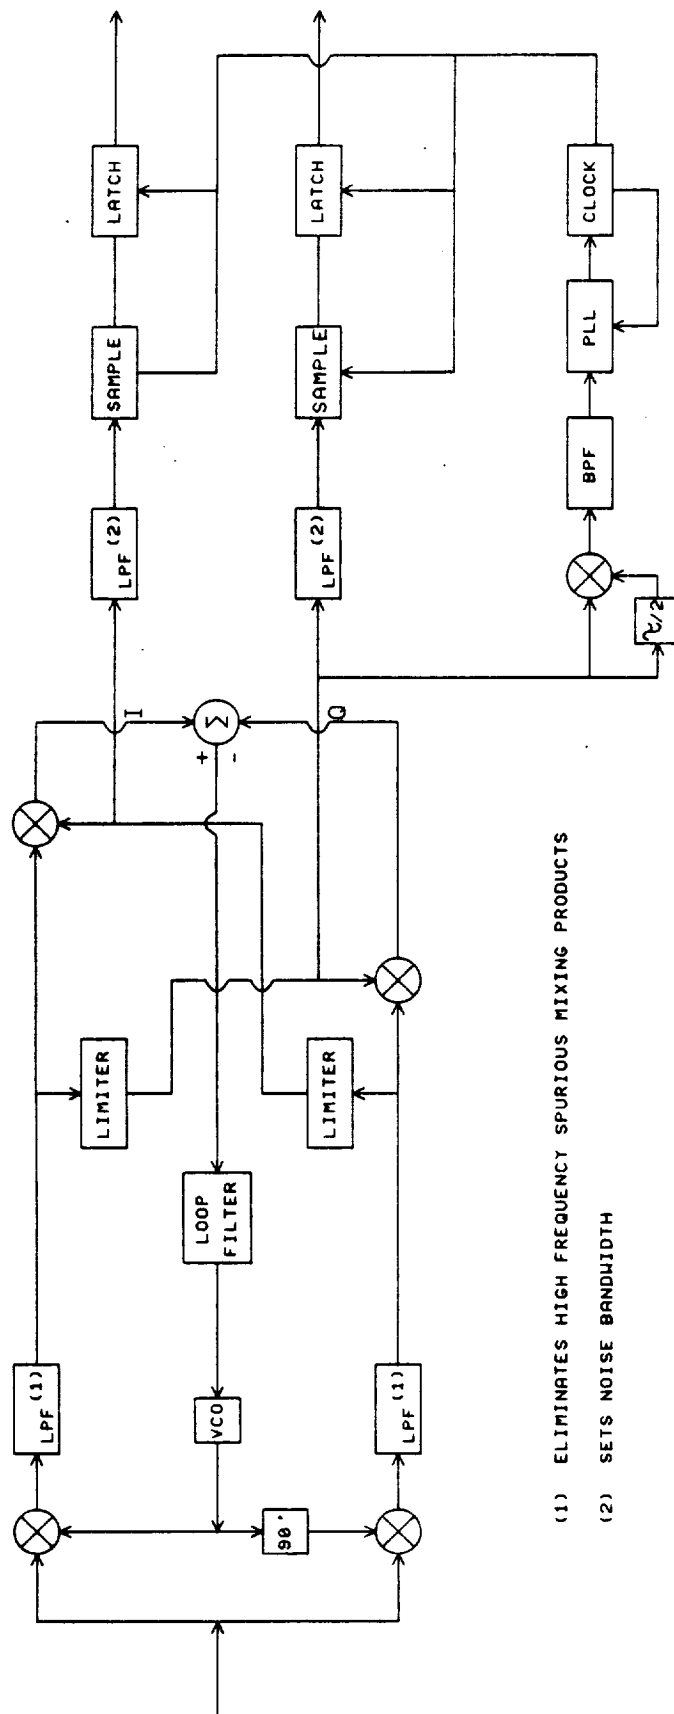 LPF(1)
LIMITER
I
LPF(2)
SAMPLE
LATCH
90°
VCO
LOOP
FILTER
+
-
Σ
LPF(1)
LIMITER
Q
LPF(2)
SAMPLE
LATCH
τ/2
BPF
PLL
CLOCK
(1) ELIMINATES HIGH FREQUENCY SPURIOUS MIXING PRODUCTS
(2) SETS NOISE BANDWIDTH